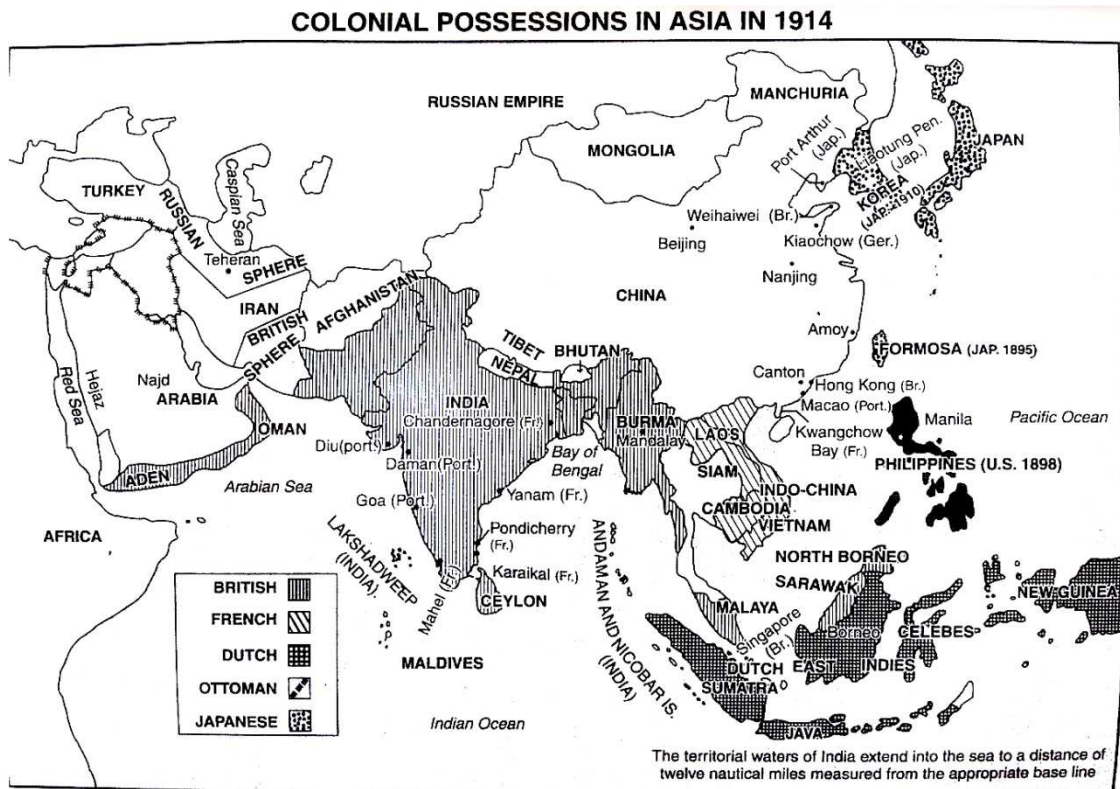 COLONIAL POSSESSIONS IN ASIA IN 1914
RUSSIAN EMPIRE
MANCHURIA
MONGOLIA
Port Arthur
(Jap.)
Liaotung Pen.
(Jap.)
JAPAN
KOREA
(JAP. 1910)
TURKEY
RUSSIAN
SPHERE
Caspian Sea
Teheran
Weihaiwei (Br.)
Beijing
Kiaochow (Ger.)
Nanjing
IRAN
BRITISH
SPHERE
AFGHANISTAN
CHINA
Amoy
FORMOSA (JAP. 1895)
TIBET
NEPAL
BHUTAN
Red Sea
Hejaz
Najd
ARABIA
OMAN
ADEN
INDIA
Chandernagore (Fr.)
BURMA
Mandalay
LAOS
Canton
Hong Kong (Br.)
Macao (Port.)
Kwangchow
Bay (Fr.)
Manila
Pacific Ocean
PHILIPPINES (U.S. 1898)
Diu(port.)
Daman(Port.)
Bay of
Bengal
SIAM
INDO-CHINA
CAMBODIA
VIETNAM
Arabian Sea
Goa (Port.)
Yanam (Fr.)
Pondicherry
(Fr.)
Karaikal (Fr.)
AFRICA
LAKSHADWEEP
(INDIA).
Mahel (Fr.)
CEYLON
ANDAMAN AND NICOBAR IS.
(INDIA)
NORTH BORNEO
SARAWAK
MALAYA
Singapore
(Br.)
Borneo
CELEBES
NEW GUINEA
MALDIVES
DUTCH EAST INDIES
SUMATRA
JAVA
Indian Ocean
BRITISH
FRENCH
DUTCH
OTTOMAN
JAPANESE
The territorial waters of India extend into the sea to a distance of
twelve nautical miles measured from the appropriate base line